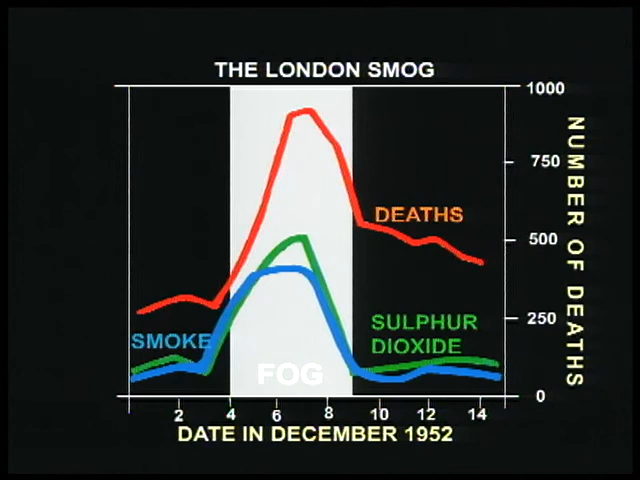 THE LONDON SMOG
1000
750
500
250
0
NUMBER OF DEATHS
DEATHS
SMOKE
SULPHUR
DIOXIDE
FOG
2 4 6 8 10 12 14
DATE IN DECEMBER 1952